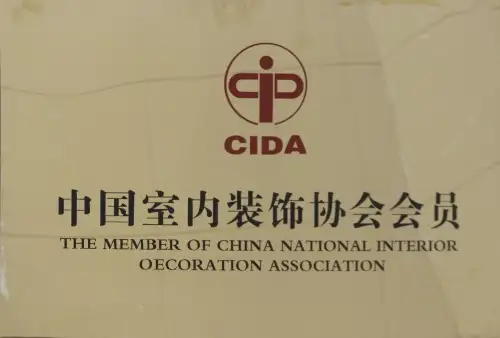 CIDA
中国室内装饰协会会员
THE MEMBER OF CHINA NATIONAL INTERIOR
OECORATION ASSOCIATION